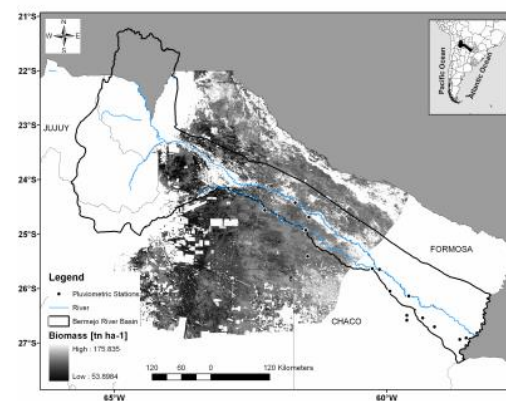 21°S
22°S
23°S
24°S
25°S
26°S
27°S
N
W E
S
Pacific Ocean
Atlantic Ocean
JUJUY
FORMOSA
CHACO
Legend
Pluviometric Stations
River
Bermejo River Basin
Biomass [tn ha-1]
High : 175.835
Low : 53.8984
120 60 0 120 Kilometers
65°W
60°W